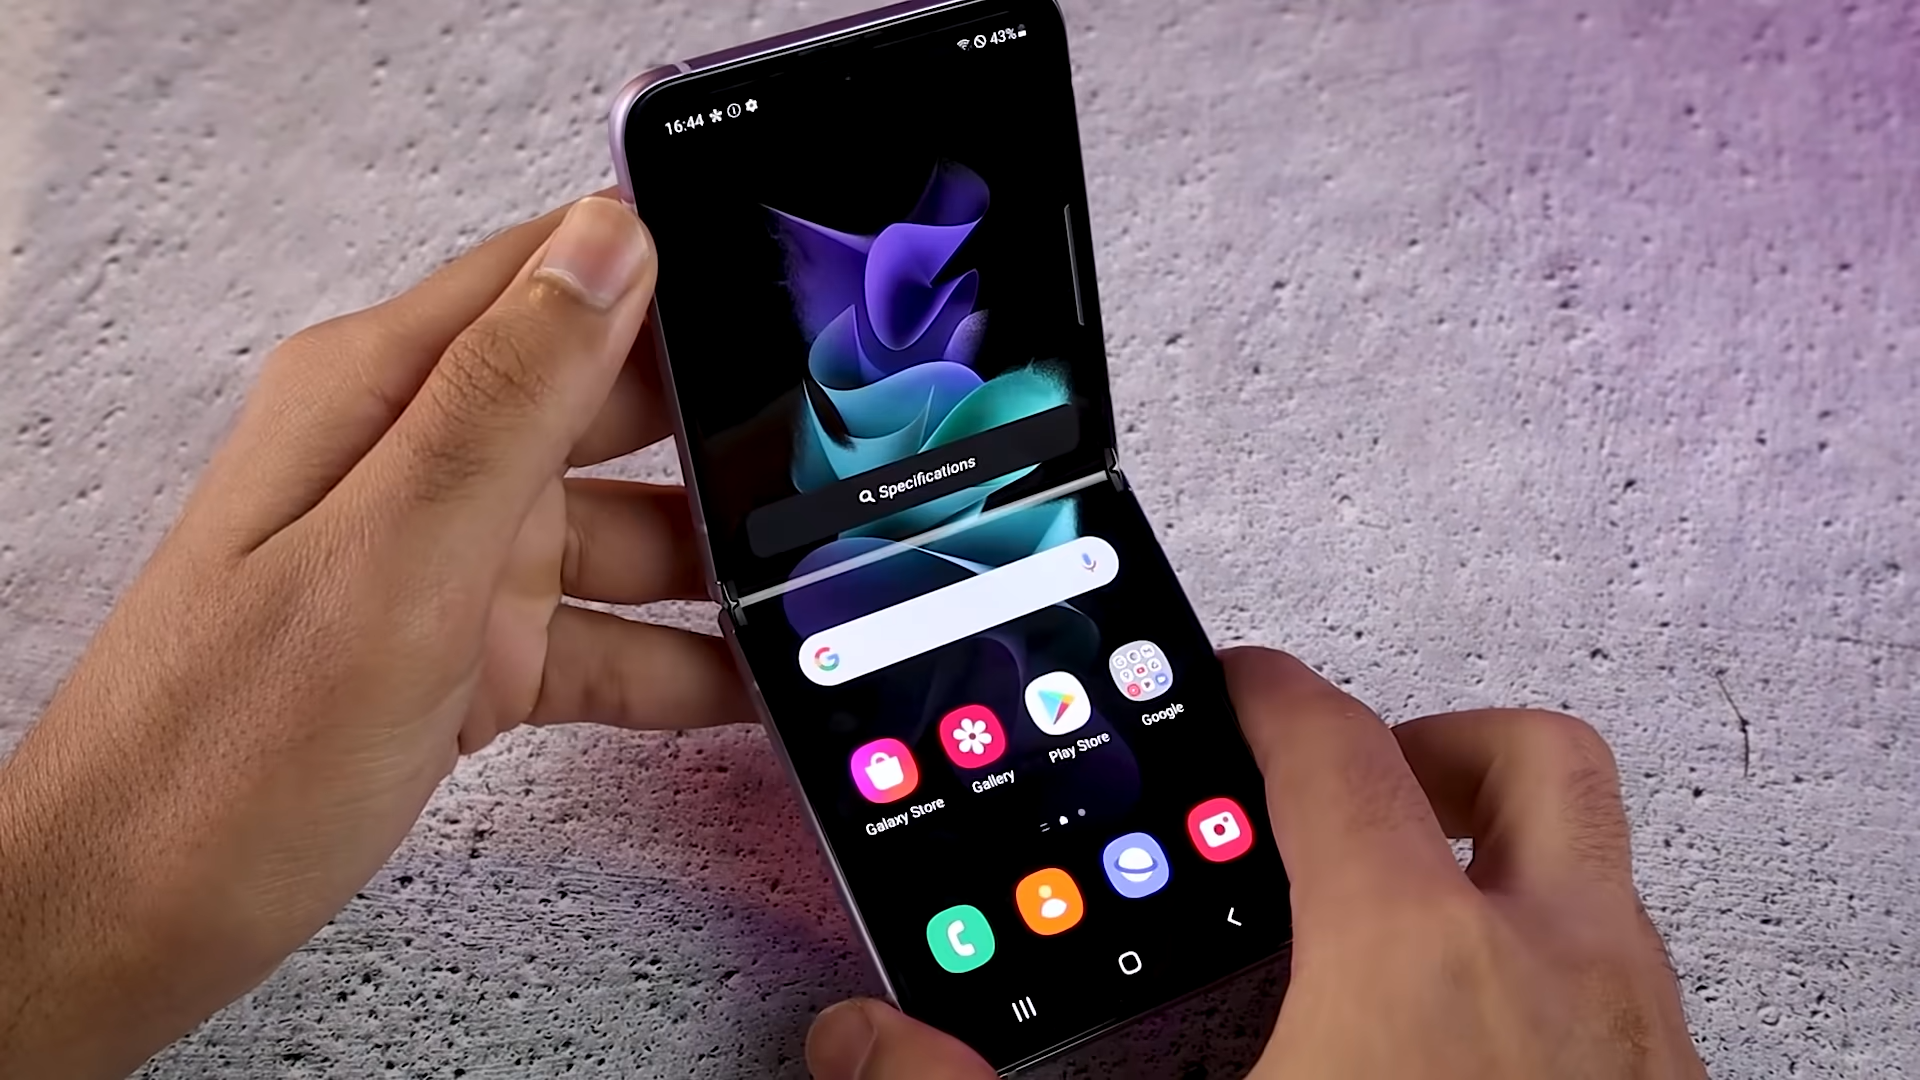 43%
16:44
Specifications
G
Google
Play Store
Gallery
Galaxy Store